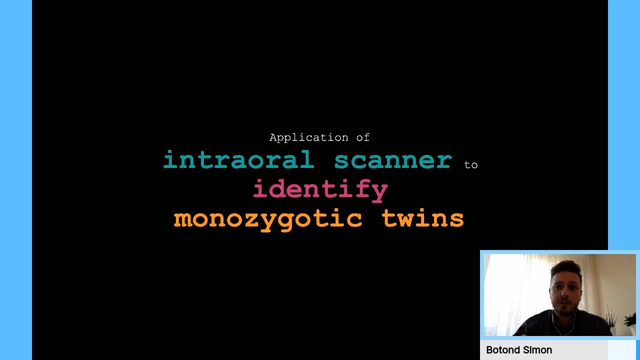 Application of
intraoral scanner to
identify
monozygotic twins
Botond Simon